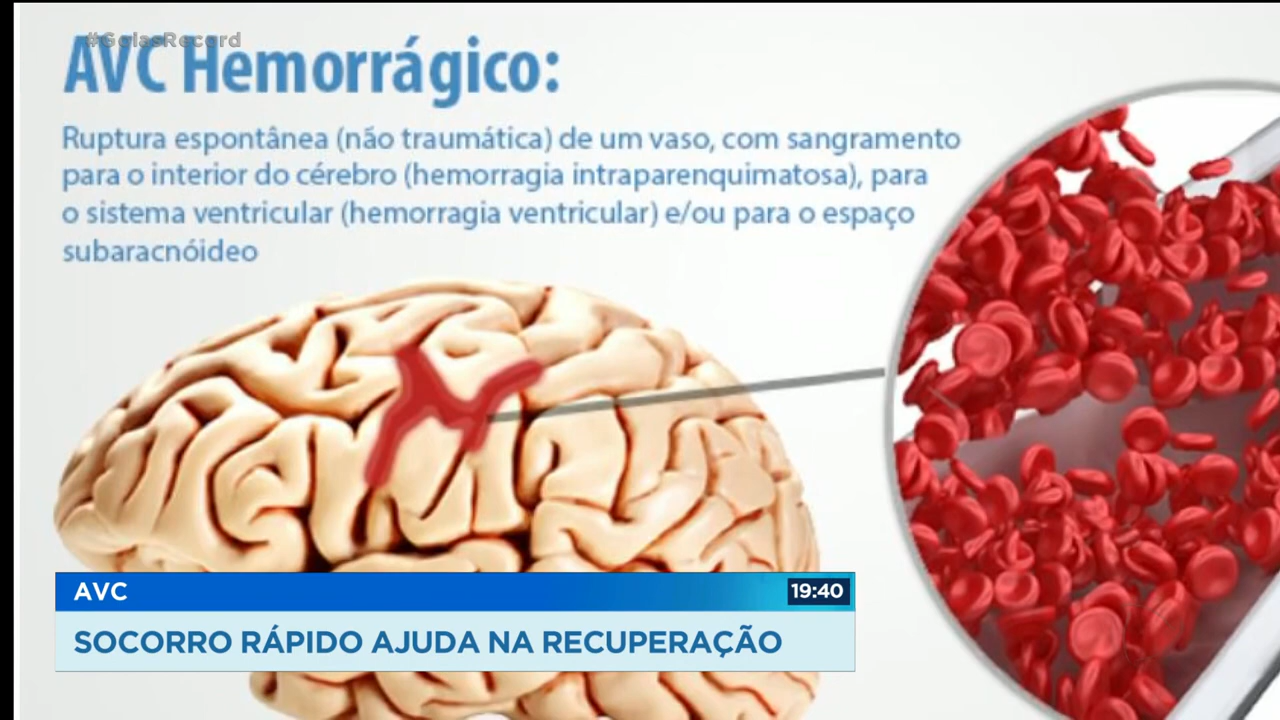 #GoiásRecord
AVC Hemorrágico:
Ruptura espontânea (não traumática) de um vaso, com sangramento
para o interior do cérebro (hemorragia intraparenquimatosa), para
o sistema ventricular (hemorragia ventricular) e/ou para o espaço
subaracnóideo
AVC
19:40
SOCORRO RÁPIDO AJUDA NA RECUPERAÇÃO